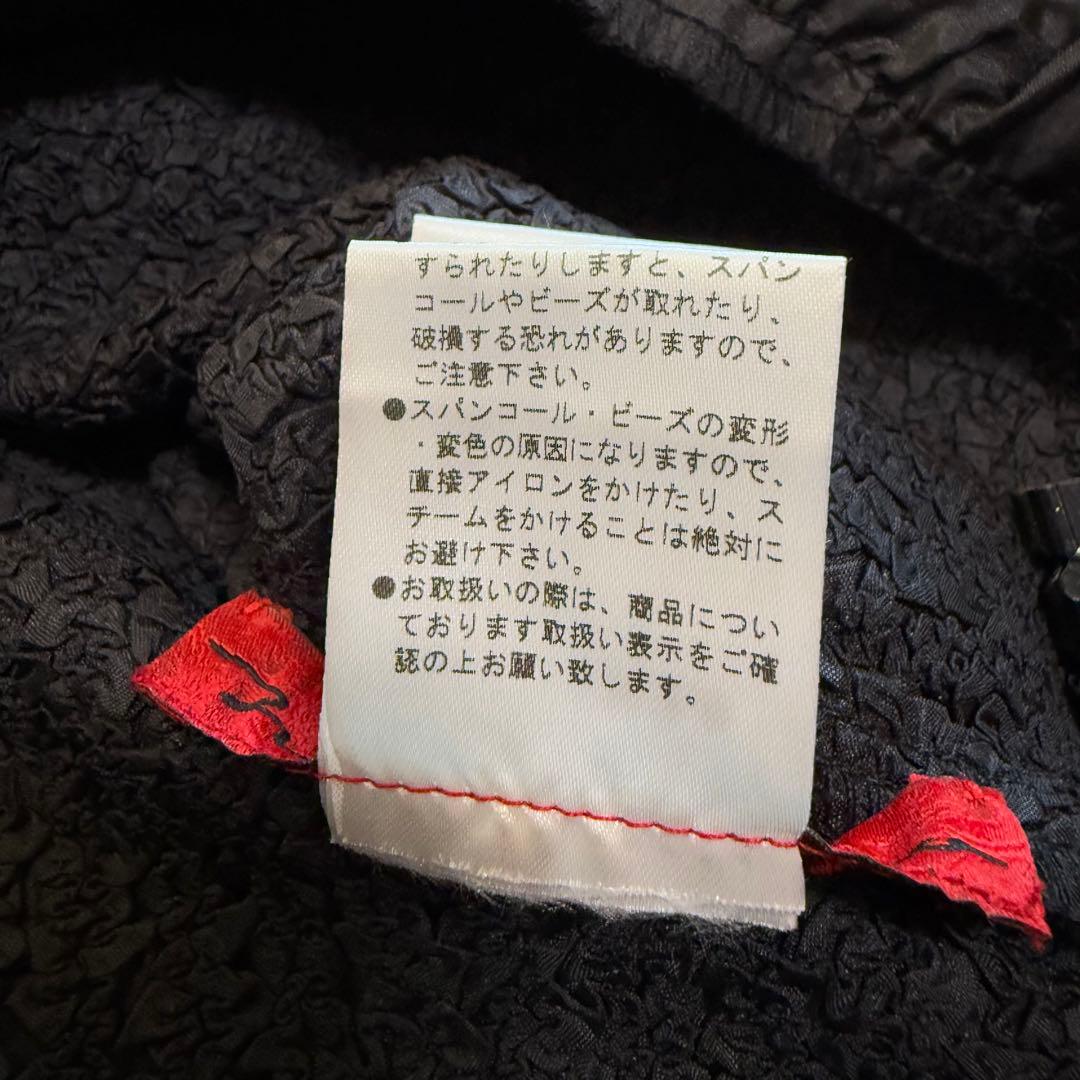 すられたりしますと、スパン
コールやビーズが取れたり、
破損する恐れがありますので、
ご注意下さい。
●スパンコール・ビーズの変形
・変色の原因になりますので、
直接アイロンをかけたり、ス
チームをかけることは絶対に
お避け下さい。
●お取扱いの際は、商品につい
ております取扱い表示をご確
認の上お願い致します。